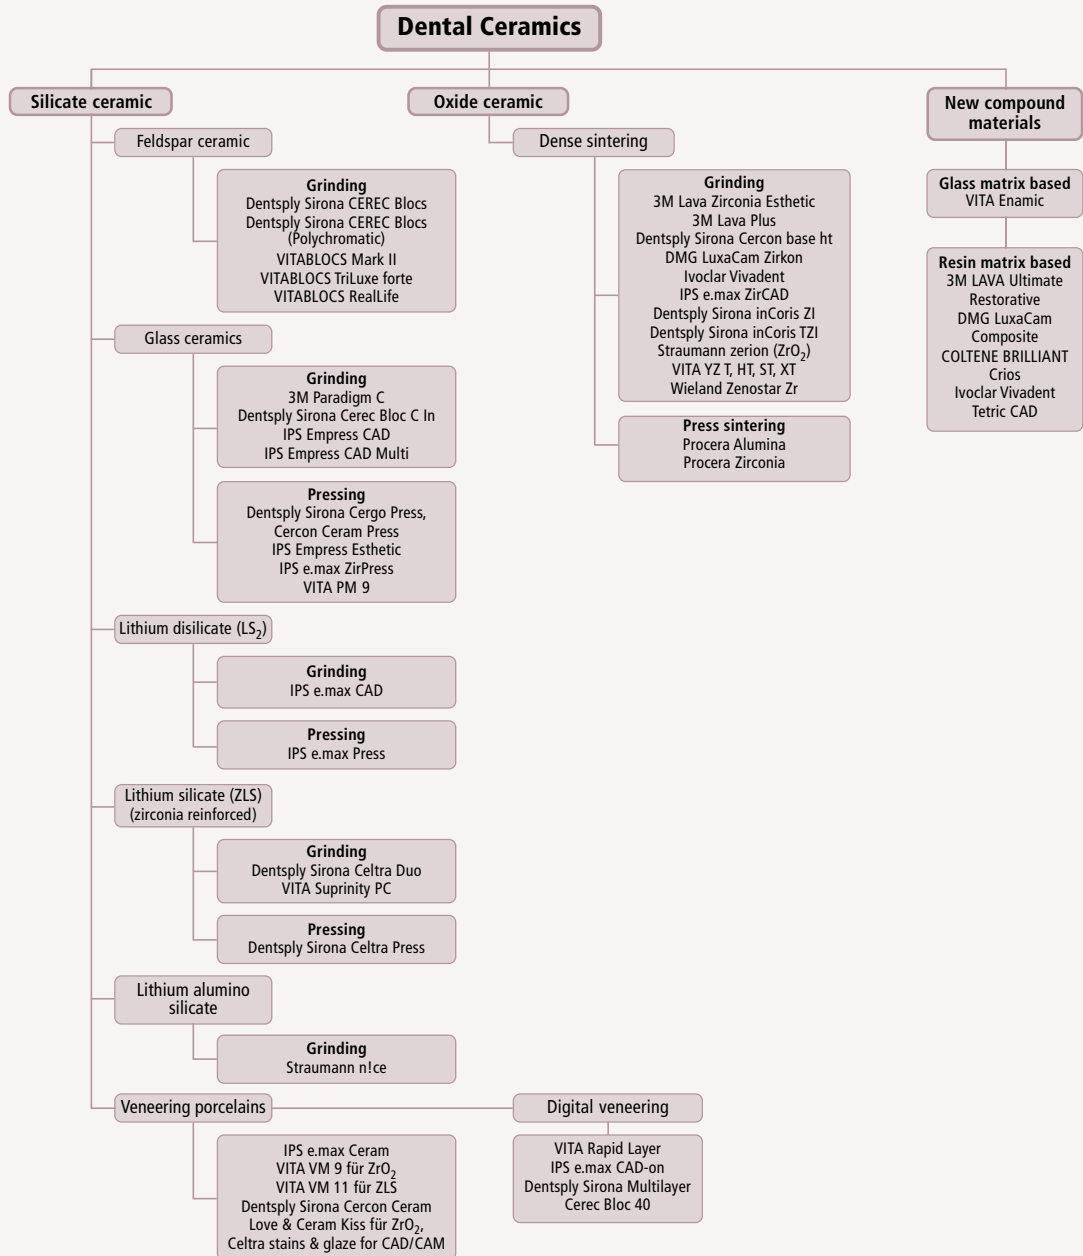 Dental Ceramics
Silicate ceramic
Feldspar ceramic
Grinding
Dentsply Sirona CEREC Blocs
Dentsply Sirona CEREC Blocs
(Polychromatic)
VITABLOCS Mark II
VITABLOCS TriLuxe forte
VITABLOCS RealLife
Glass ceramics
Grinding
3M Paradigm C
Dentsply Sirona Cerec Bloc C In
IPS Empress CAD
IPS Empress CAD Multi
Pressing
Dentsply Sirona Cergo Press,
Cercon Ceram Press
IPS Empress Esthetic
IPS e.max ZirPress
VITA PM 9
Lithium disilicate (LS₂)
Grinding
IPS e.max CAD
Pressing
IPS e.max Press
Lithium silicate (ZLS)
(zirconia reinforced)
Grinding
Dentsply Sirona Celtra Duo
VITA Suprinity PC
Pressing
Dentsply Sirona Celtra Press
Lithium alumino
silicate
Grinding
Straumann n!ce
Veneering porcelains
IPS e.max Ceram
VITA VM 9 für ZrO₂
VITA VM 11 für ZLS
Dentsply Sirona Cercon Ceram
Love & Ceram Kiss für ZrO₂,
Celtra stains & glaze for CAD/CAM
Digital veneering
VITA Rapid Layer
IPS e.max CAD-on
Dentsply Sirona Multilayer
Cerec Bloc 40
Oxide ceramic
Dense sintering
Grinding
3M Lava Zirconia Esthetic
3M Lava Plus
Dentsply Sirona Cercon base ht
DMG LuxaCam Zirkon
Ivoclar Vivadent
IPS e.max ZirCAD
Dentsply Sirona inCoris ZI
Dentsply Sirona inCoris TZI
Straumann zerion (ZrO₂)
VITA YZ T, HT, ST, XT
Wieland Zenostar Zr
Press sintering
Procera Alumina
Procera Zirconia
New compound
materials
Glass matrix based
VITA Enamic
Resin matrix based
3M LAVA Ultimate
Restorative
DMG LuxaCam
Composite
COLTENE BRILLIANT
Crios
Ivoclar Vivadent
Tetric CAD